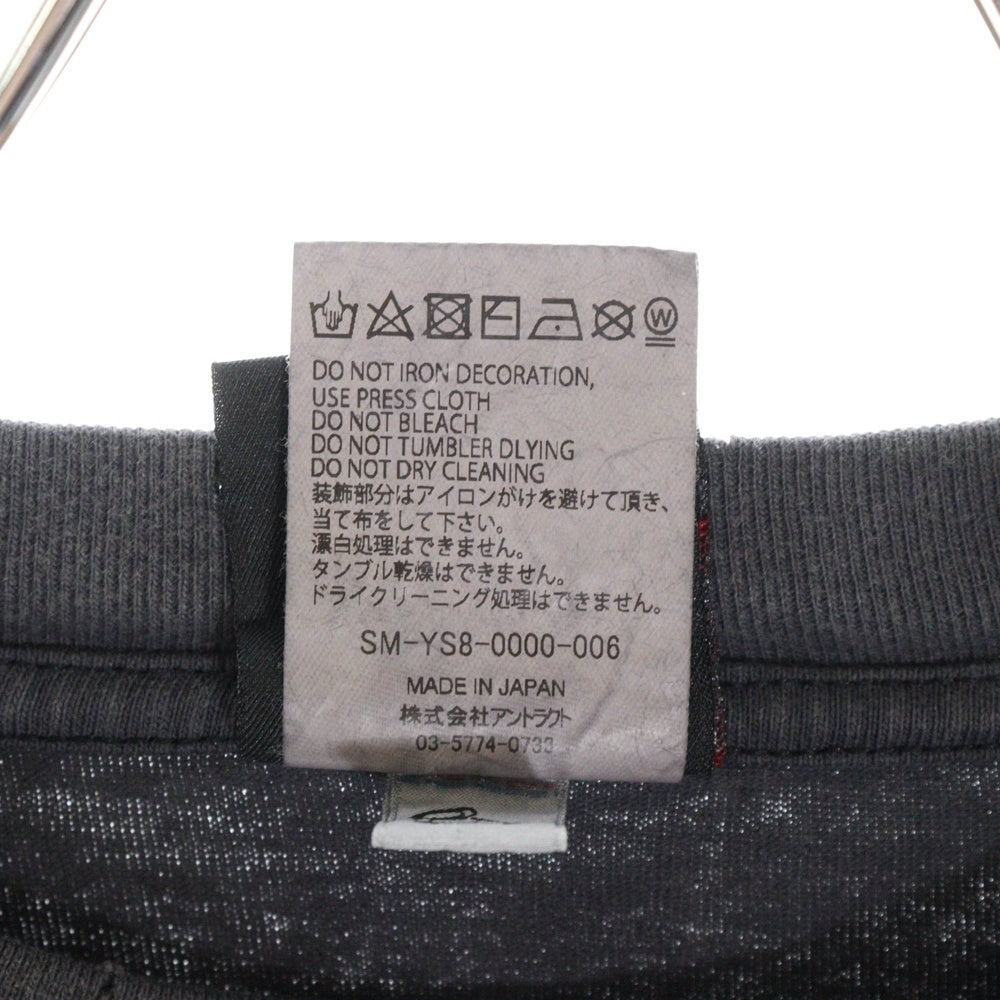 W
DO NOT IRON DECORATION,
USE PRESS CLOTH
DO NOT BLEACH
DO NOT TUMBLER DLYING
DO NOT DRY CLEANING
装飾部分はアイロンがけを避けて頂き、
当て布をして下さい。
漂白処理はできません。
タンブル乾燥はできません。
ドライクリーニング処理はできません。
SM-YS8-0000-006
MADE IN JAPAN
株式会社アントラクト
03-5774-0733